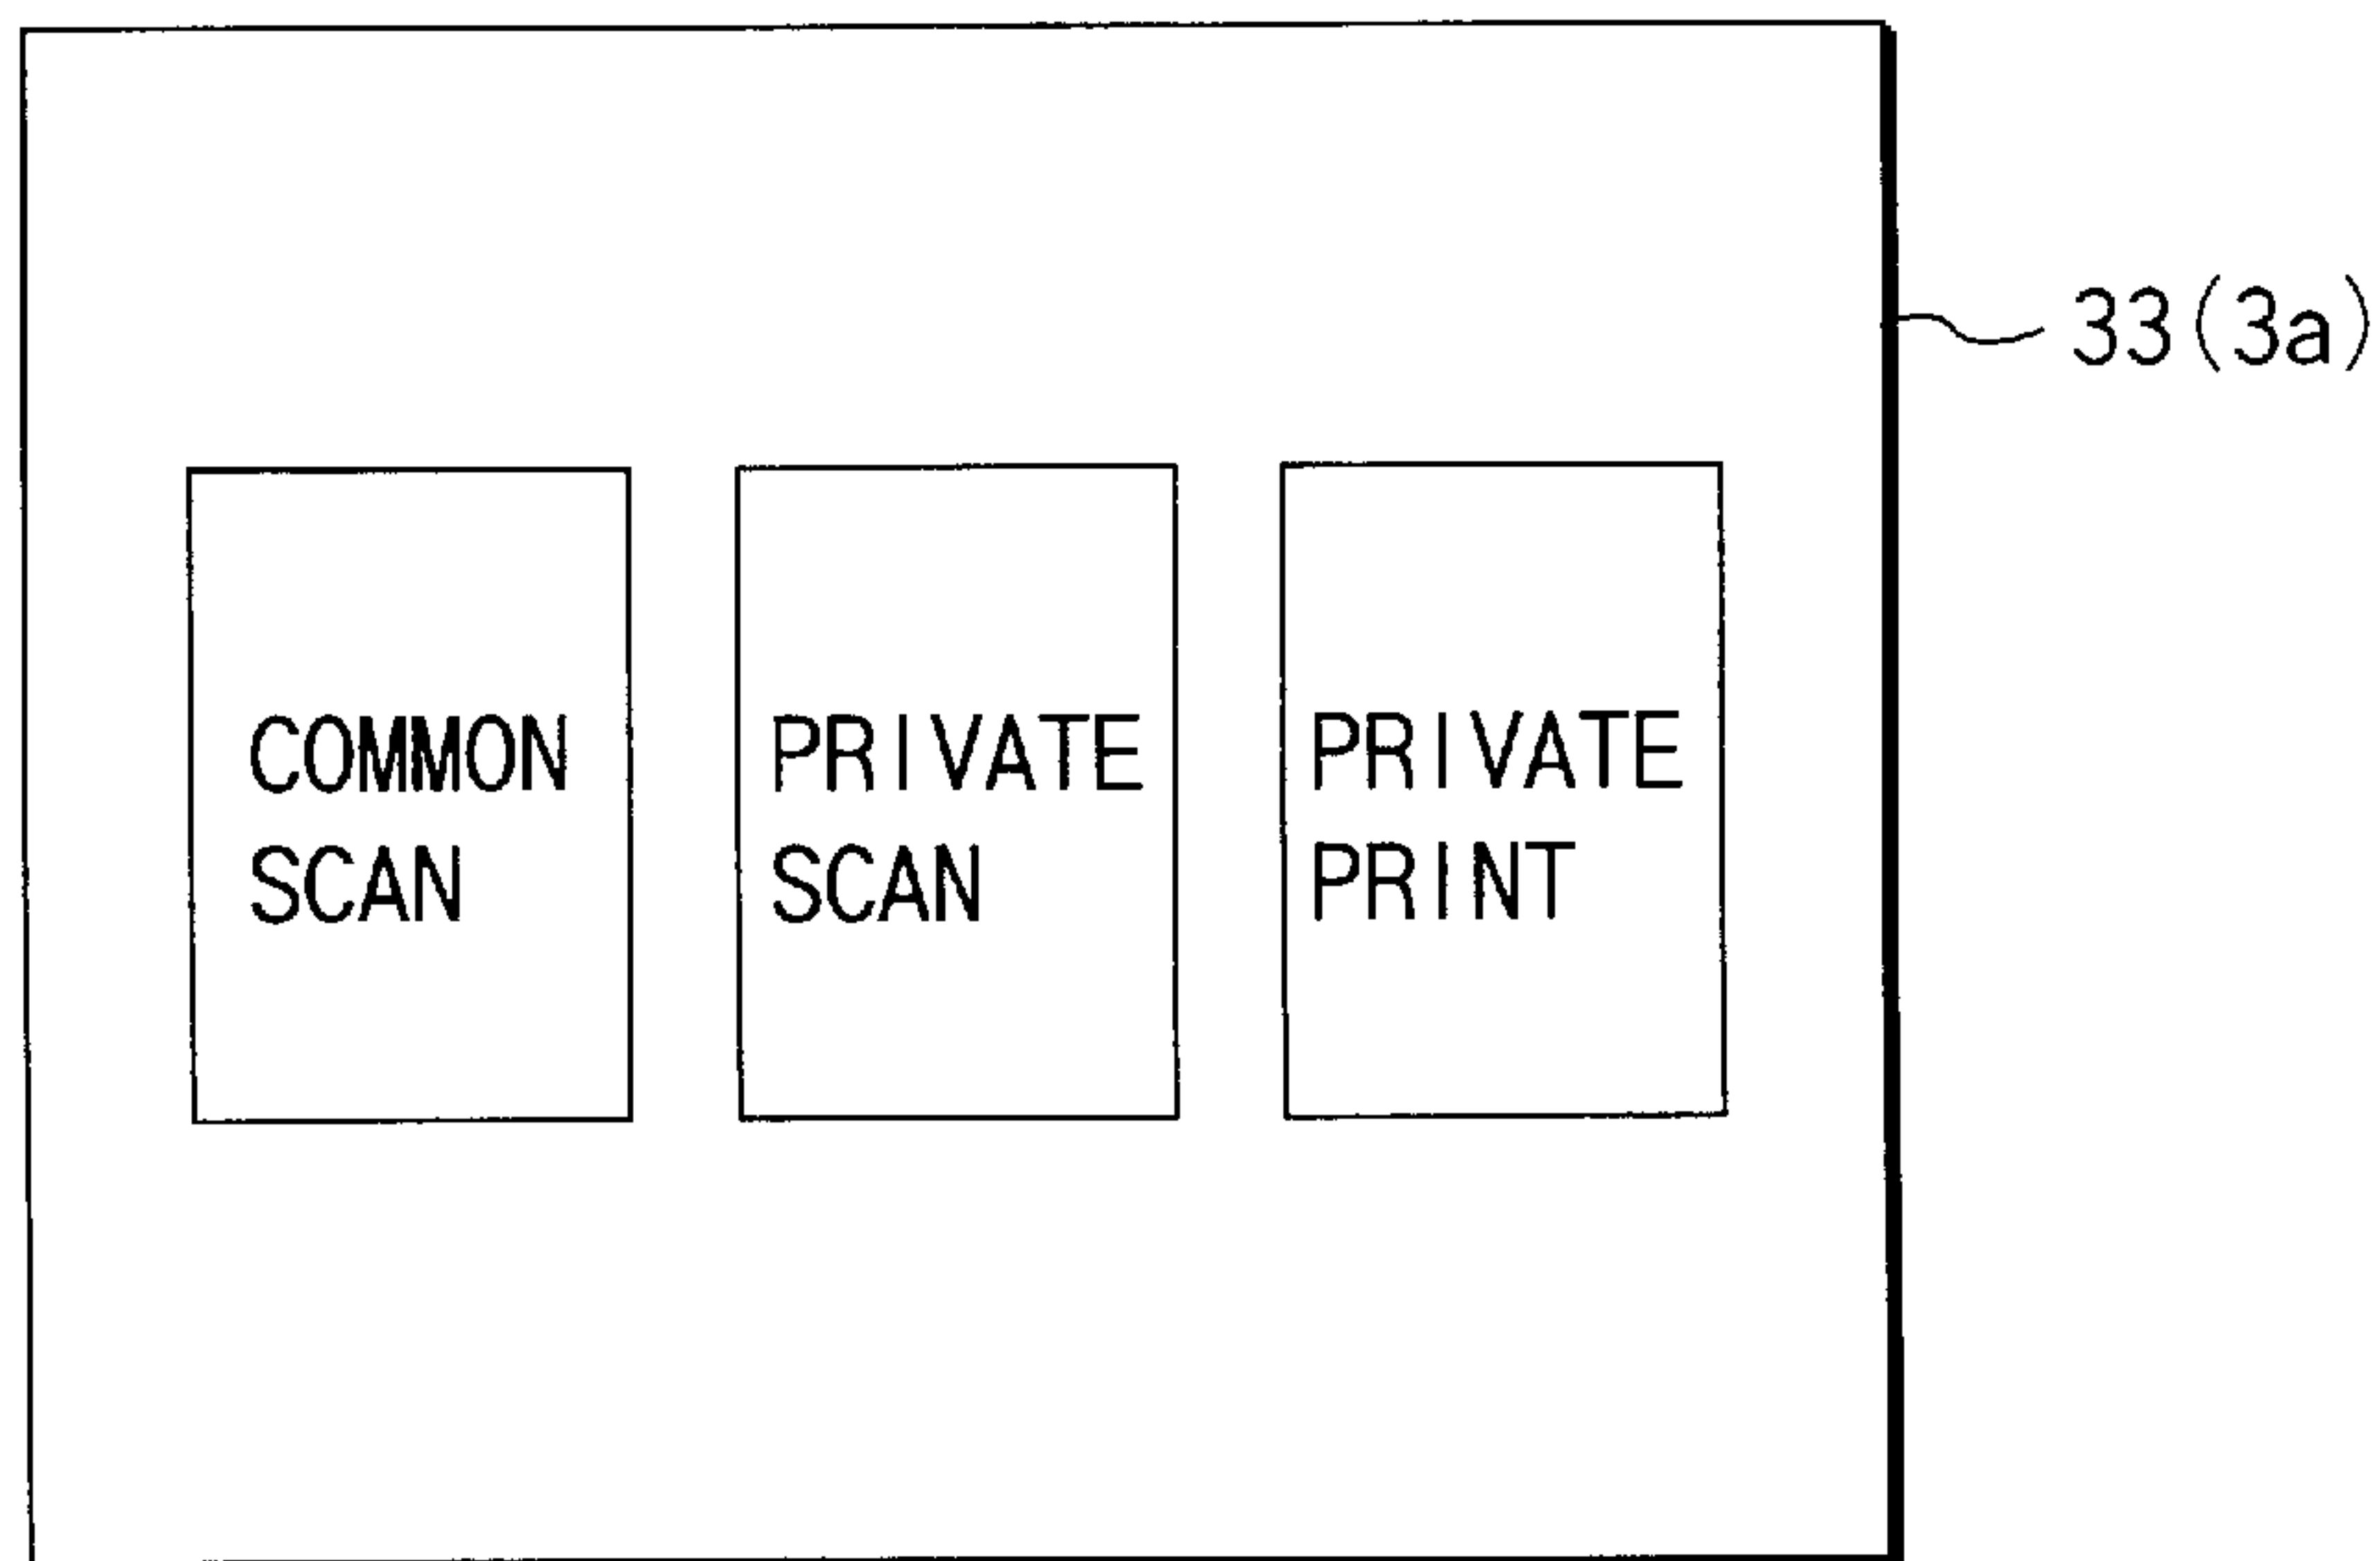 33(3a)
COMMON
SCAN
PRIVATE
SCAN
PRIVATE
PRINT